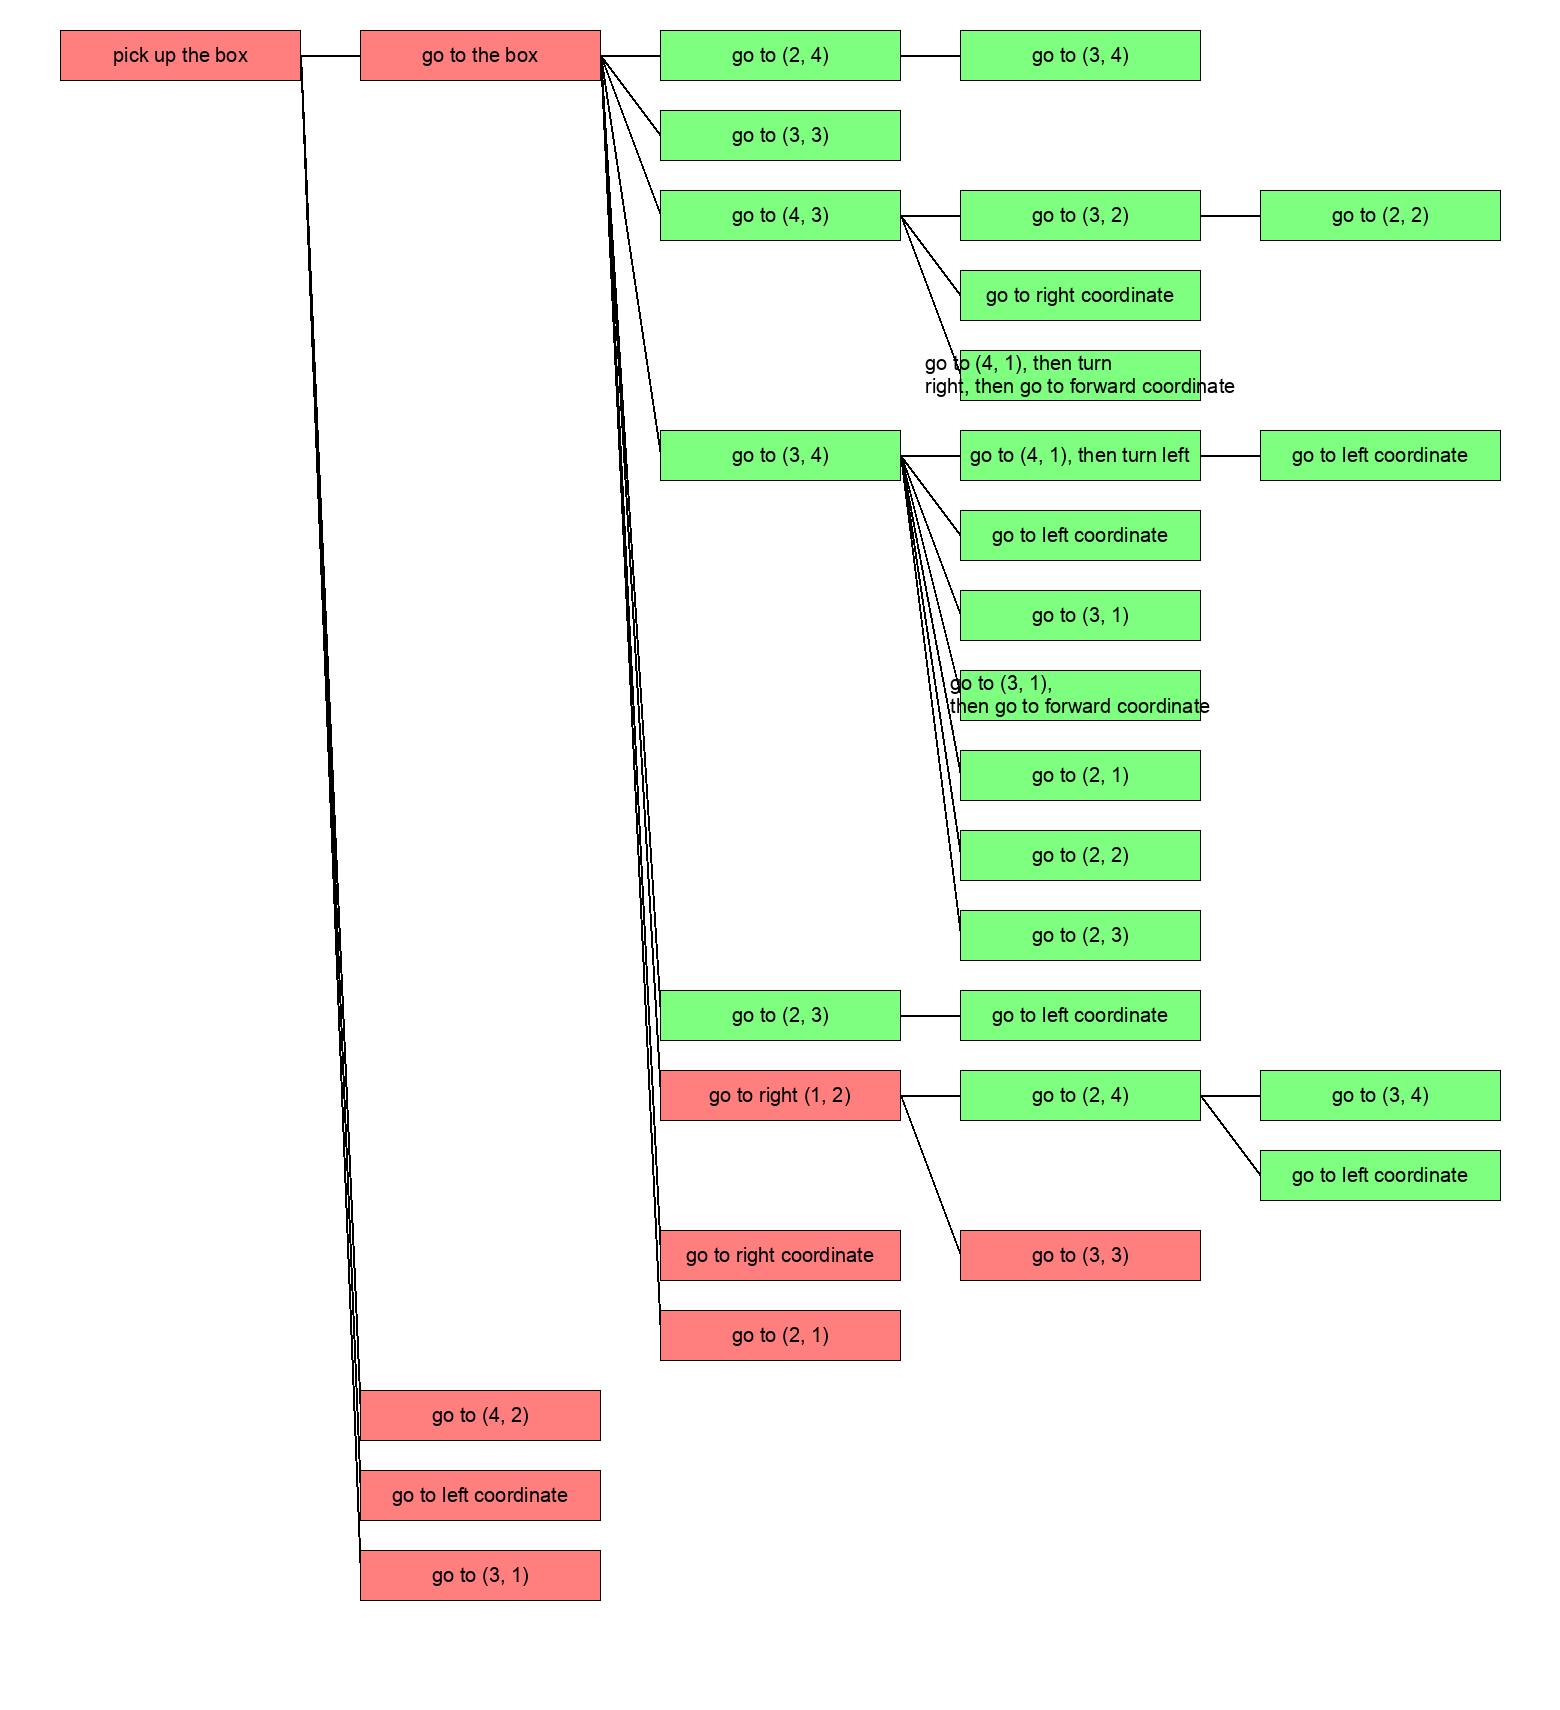 pick up the box
go to the box
go to (2, 4)
go to (3, 4)
go to (3, 3)
go to (4, 3)
go to (3, 2)
go to (2, 2)
go to right coordinate
go to (4, 1), then turn
right, then go to forward coordinate
go to (3, 4)
go to (4, 1), then turn left
go to left coordinate
go to left coordinate
go to (3, 1)
go to (3, 1),
then go to forward coordinate
go to (2, 1)
go to (2, 2)
go to (2, 3)
go to (2, 3)
go to left coordinate
go to right (1, 2)
go to (2, 4)
go to (3, 4)
go to left coordinate
go to right coordinate
go to (3, 3)
go to (2, 1)
go to (4, 2)
go to left coordinate
go to (3, 1)